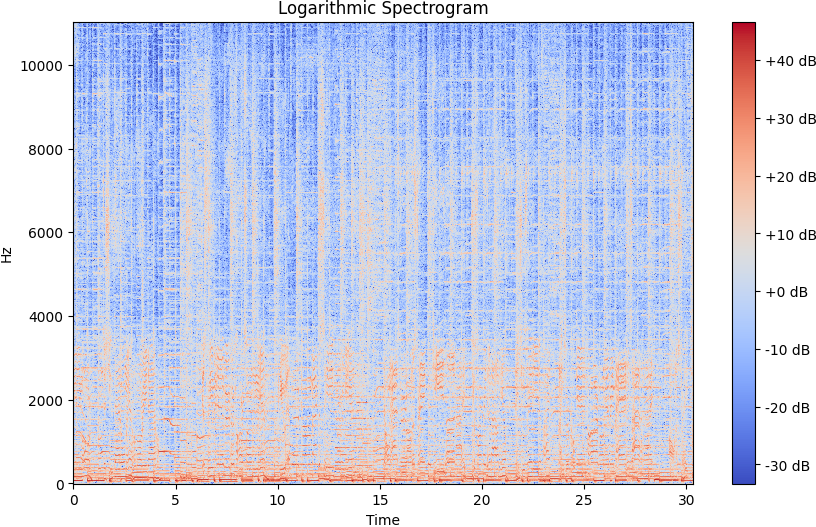 Logarithmic Spectrogram
Hz
10000
8000
6000
4000
2000
0
0 5 10 15 20 25 30
Time
+40 dB
+30 dB
+20 dB
+10 dB
+0 dB
-10 dB
-20 dB
-30 dB